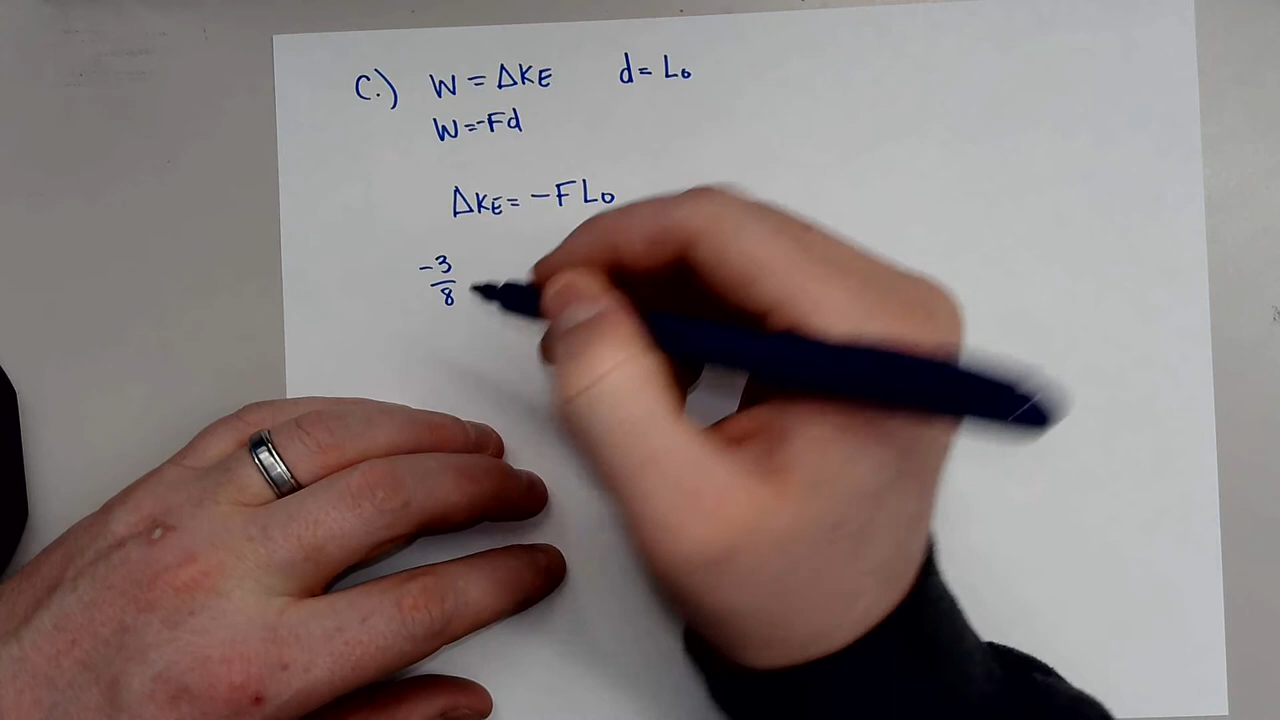 C.) W = ΔKE d = L₀
W = -Fd
ΔKE = -FL₀
-3
8